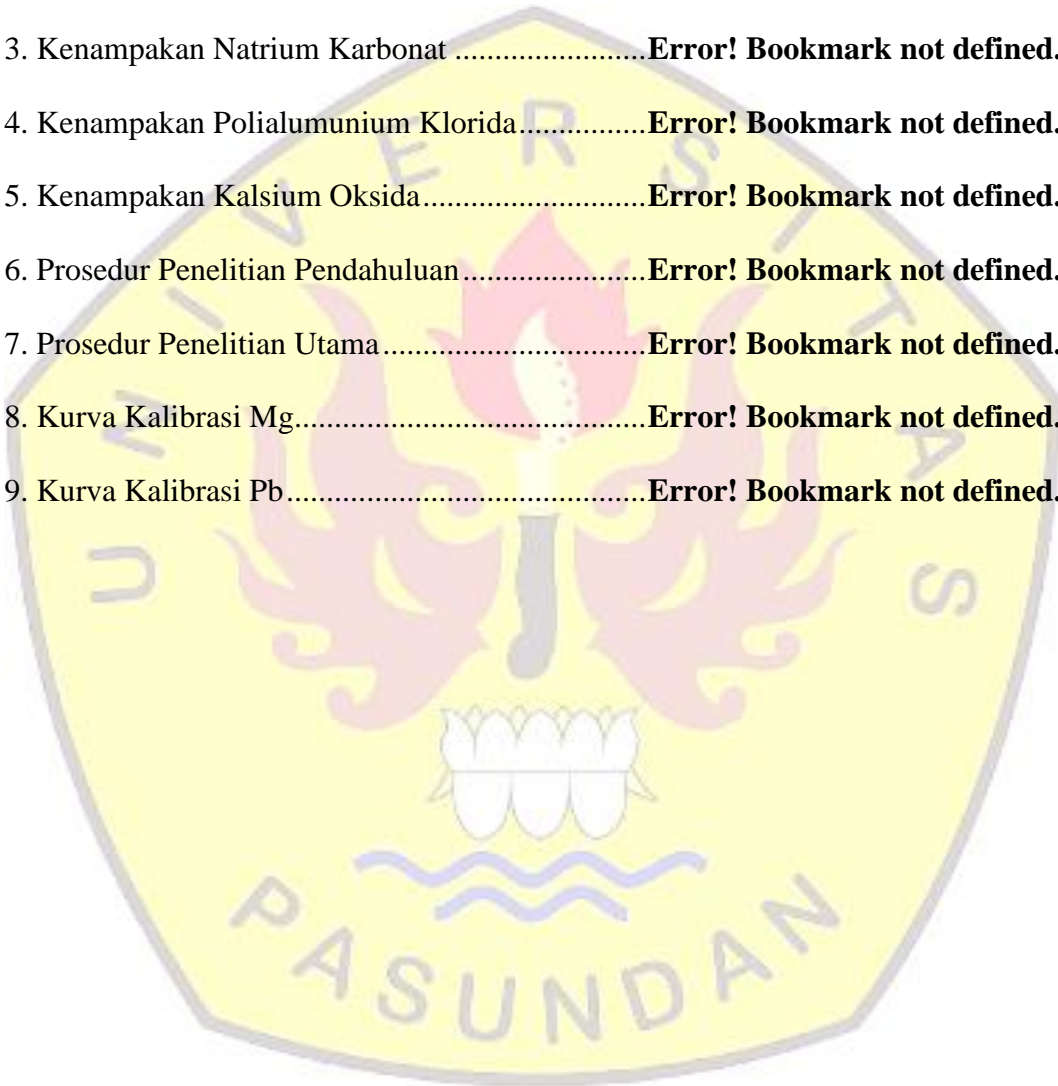 3. Kenampakan Natrium Karbonat ........................Error! Bookmark not defined.
4. Kenampakan Polialumunium Klorida................Error! Bookmark not defined.
5. Kenampakan Kalsium Oksida............................Error! Bookmark not defined.
6. Prosedur Penelitian Pendahuluan.......................Error! Bookmark not defined.
7. Prosedur Penelitian Utama.................................Error! Bookmark not defined.
8. Kurva Kalibrasi Mg............................................Error! Bookmark not defined.
9. Kurva Kalibrasi Pb.............................................Error! Bookmark not defined.
UNIVERSITAS
PASUNDAN